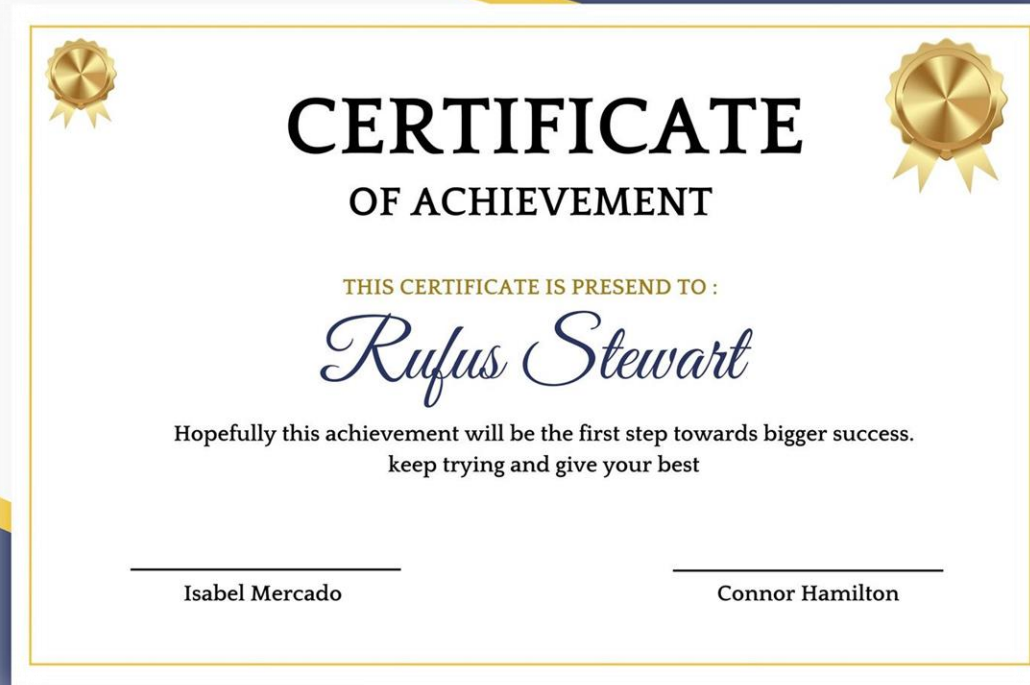 CERTIFICATE
OF ACHIEVEMENT
THIS CERTIFICATE IS PRESEND TO :
Rufus Stewart
Hopefully this achievement will be the first step towards bigger success.
keep trying and give your best
Isabel Mercado
Connor Hamilton